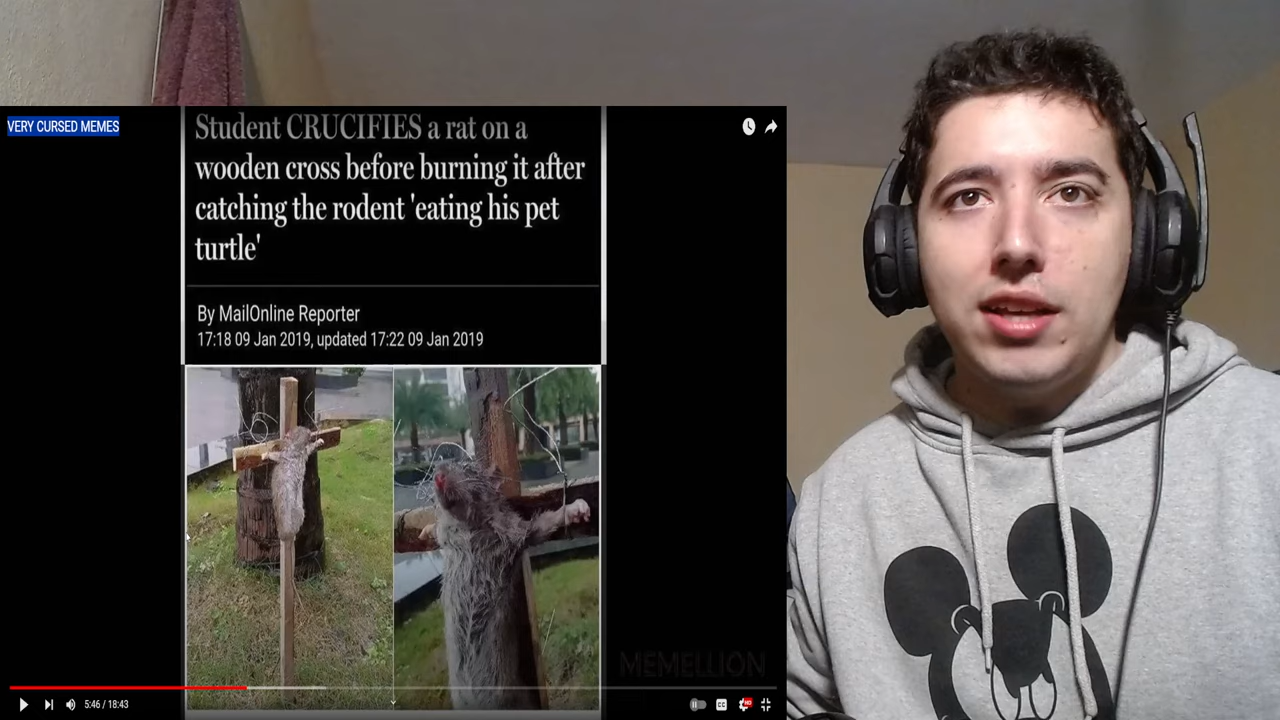 VERY CURSED MEMES
Student CRUCIFIES a rat on a
wooden cross before burning it after
catching the rodent 'eating his pet
turtle'
By MailOnline Reporter
17:18 09 Jan 2019, updated 17:22 09 Jan 2019
MEMELLION
5:46 / 18:43
CC
HD